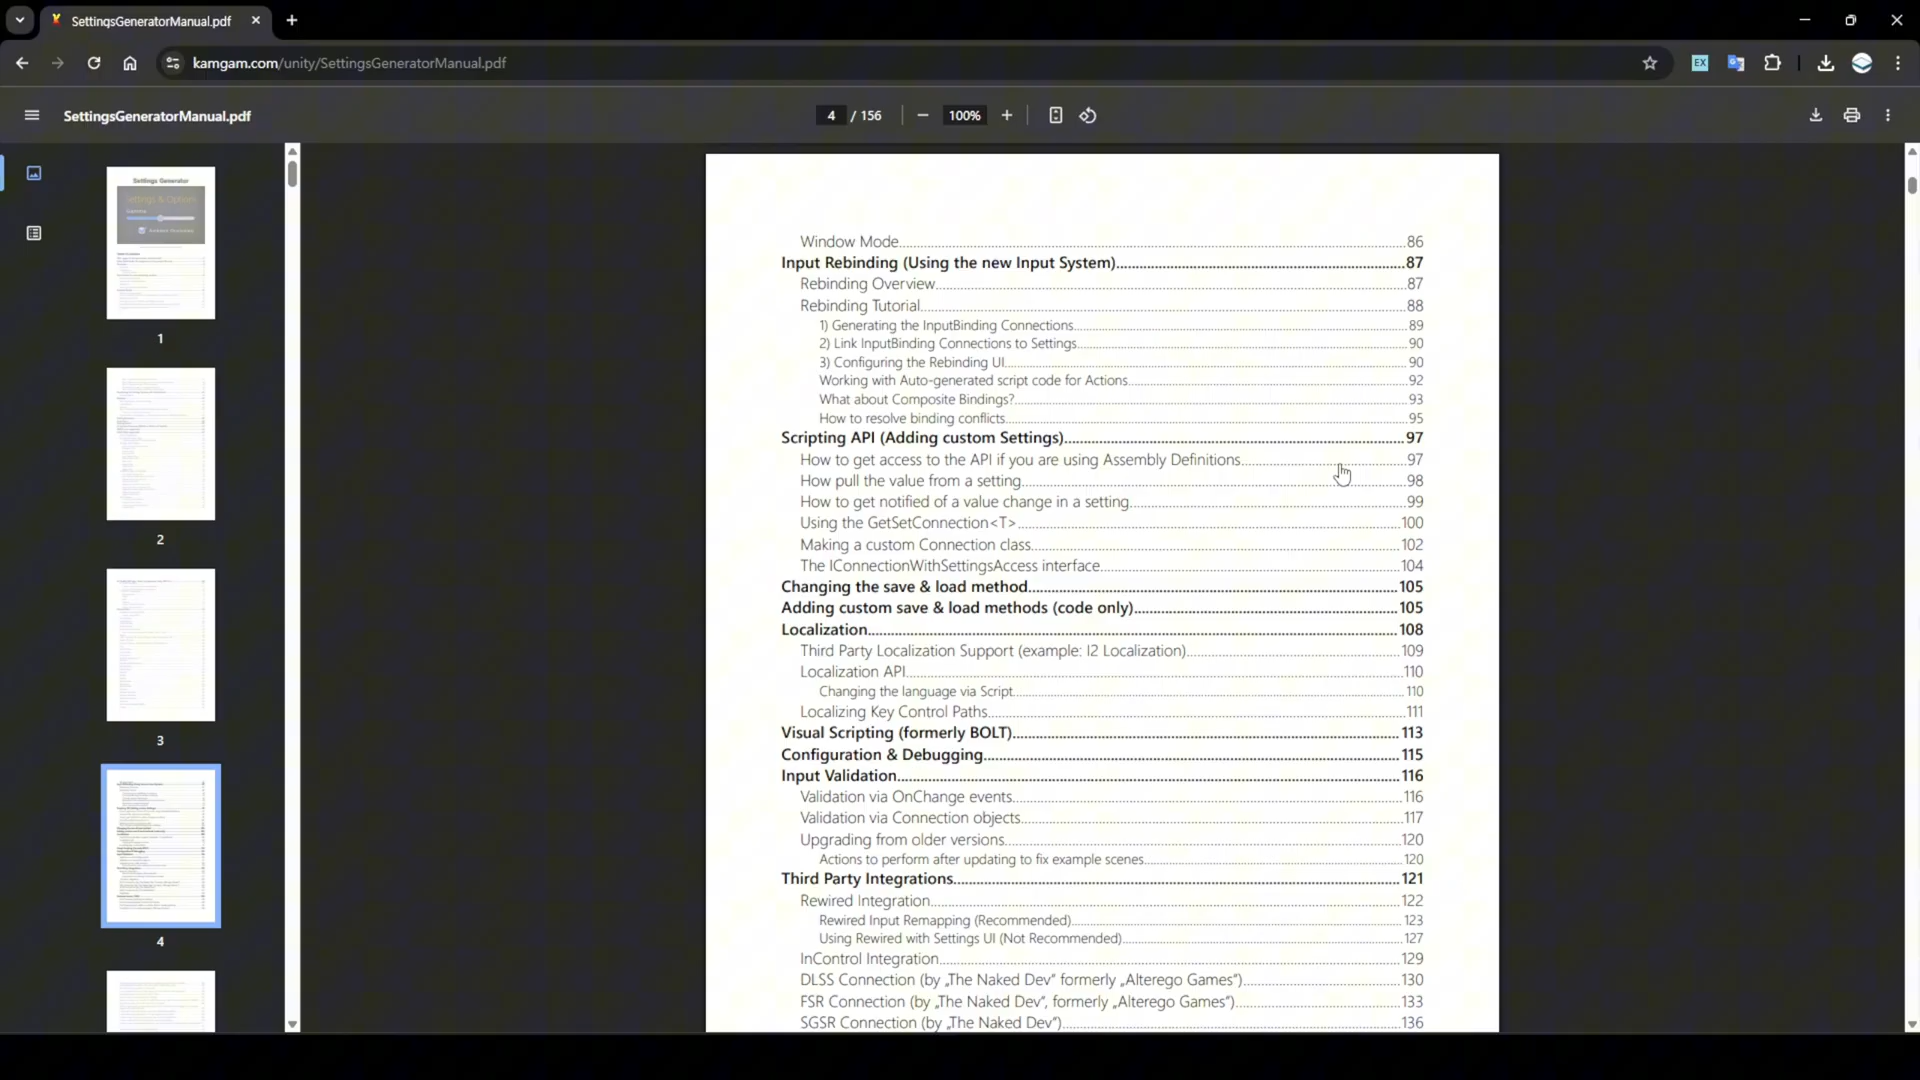 SettingsGeneratorManual.pdf
kamgam.com/unity/SettingsGeneratorManual.pdf
EX
SettingsGeneratorManual.pdf
4 / 156
100%
Settings Generator
1
2
3
4
Window Mode 86
Input Rebinding (Using the new Input System) 87
Rebinding Overview 87
Rebinding Tutorial 88
1) Generating the InputBinding Connections 89
2) Link InputBinding Connections to Settings 90
3) Configuring the Rebinding UI 90
Working with Auto-generated script code for Actions 92
What about Composite Bindings? 93
How to resolve binding conflicts 95
Scripting API (Adding custom Settings) 97
How to get access to the API if you are using Assembly Definitions 97
How pull the value from a setting 98
How to get notified of a value change in a setting 99
Using the GetSetConnection<T> 100
Making a custom Connection class 102
The IConnectionWithSettingsAccess interface 104
Changing the save & load method 105
Adding custom save & load methods (code only) 105
Localization 108
Third Party Localization Support (example: I2 Localization) 109
Localization API 110
Changing the language via Script 110
Localizing Key Control Paths 111
Visual Scripting (formerly BOLT) 113
Configuration & Debugging 115
Input Validation 116
Validation via OnChange events 116
Validation via Connection objects 117
Upgrading from older versions 120
Actions to perform after updating to fix example scenes 120
Third Party Integrations 121
Rewired Integration 122
Rewired Input Remapping (Recommended) 123
Using Rewired with Settings UI (Not Recommended) 127
InControl Integration 129
DLSS Connection (by „The Naked Dev“ formerly „Alterego Games“) 130
FSR Connection (by „The Naked Dev“, formerly „Alterego Games“) 133
SGSR Connection (by „The Naked Dev“) 136